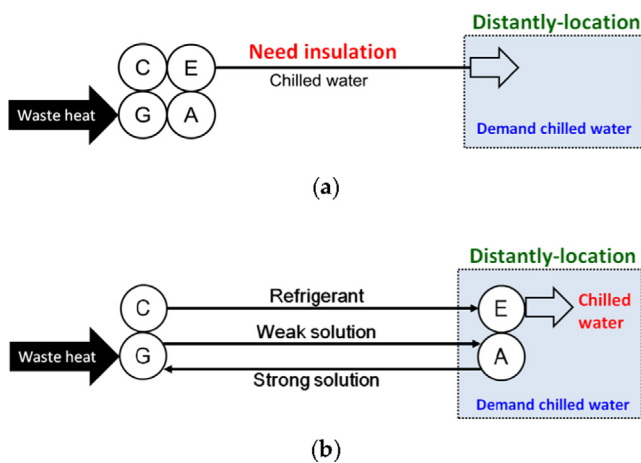 Distantly-location
Need insulation
C E
Chilled water
Waste heat
G A
Demand chilled water
(a)
Distantly-location
Refrigerant
C
E
Chilled
water
Weak solution
Waste heat
G
A
Strong solution
Demand chilled water
(b)